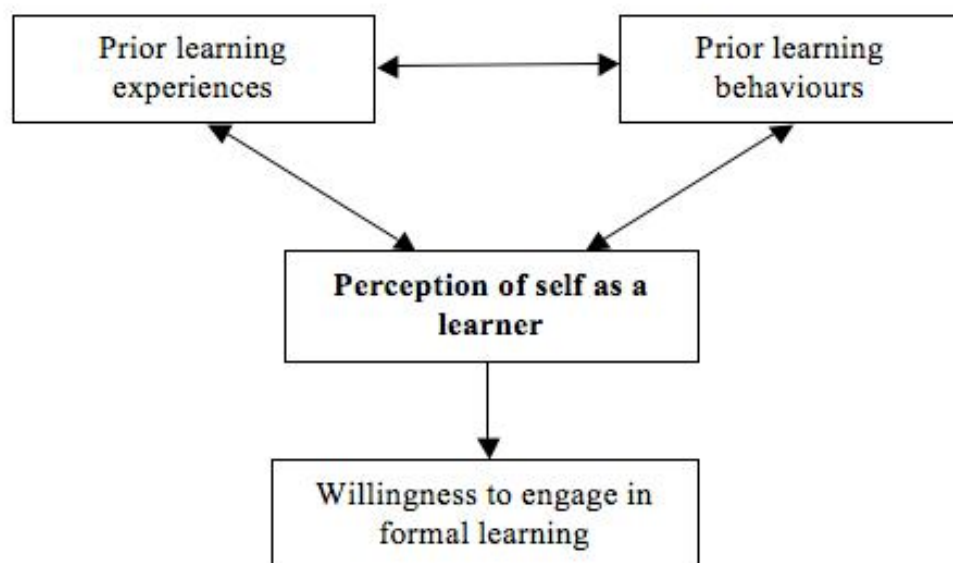 Prior learning
experiences
Prior learning
behaviours
Perception of self as a
learner
Willingness to engage in
formal learning